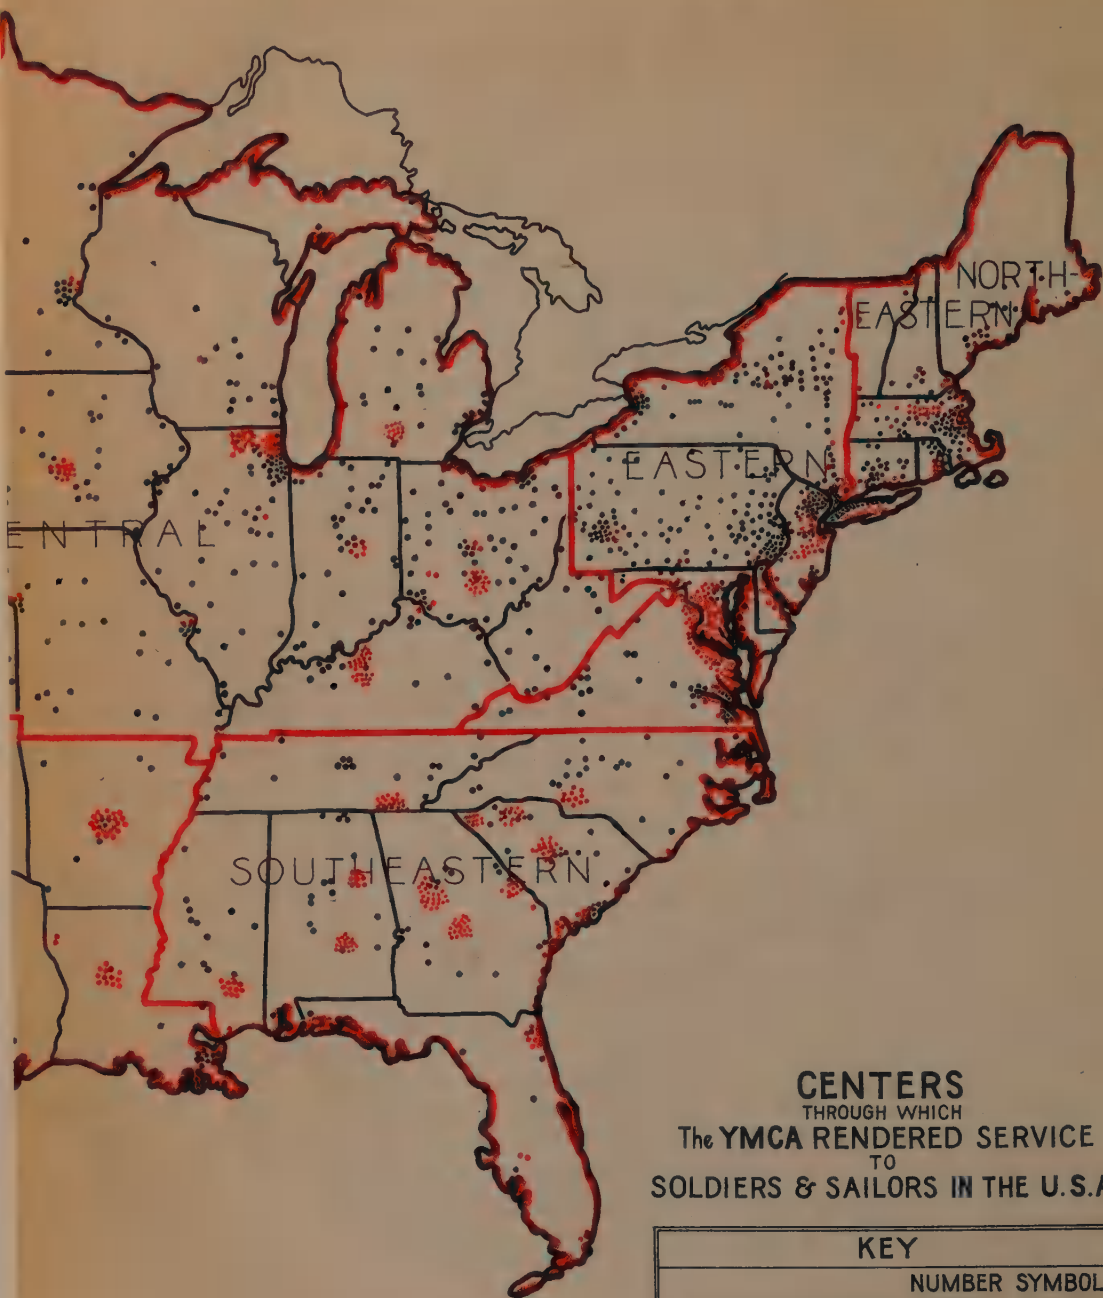 NORTH-
EASTERN
EASTERN
ENTRAL
SOUTHEASTERN
CENTERS
THROUGH WHICH
The YMCA RENDERED SERVICE
TO
SOLDIERS & SAILORS IN THE U.S.A
KEY
NUMBER SYMBOL